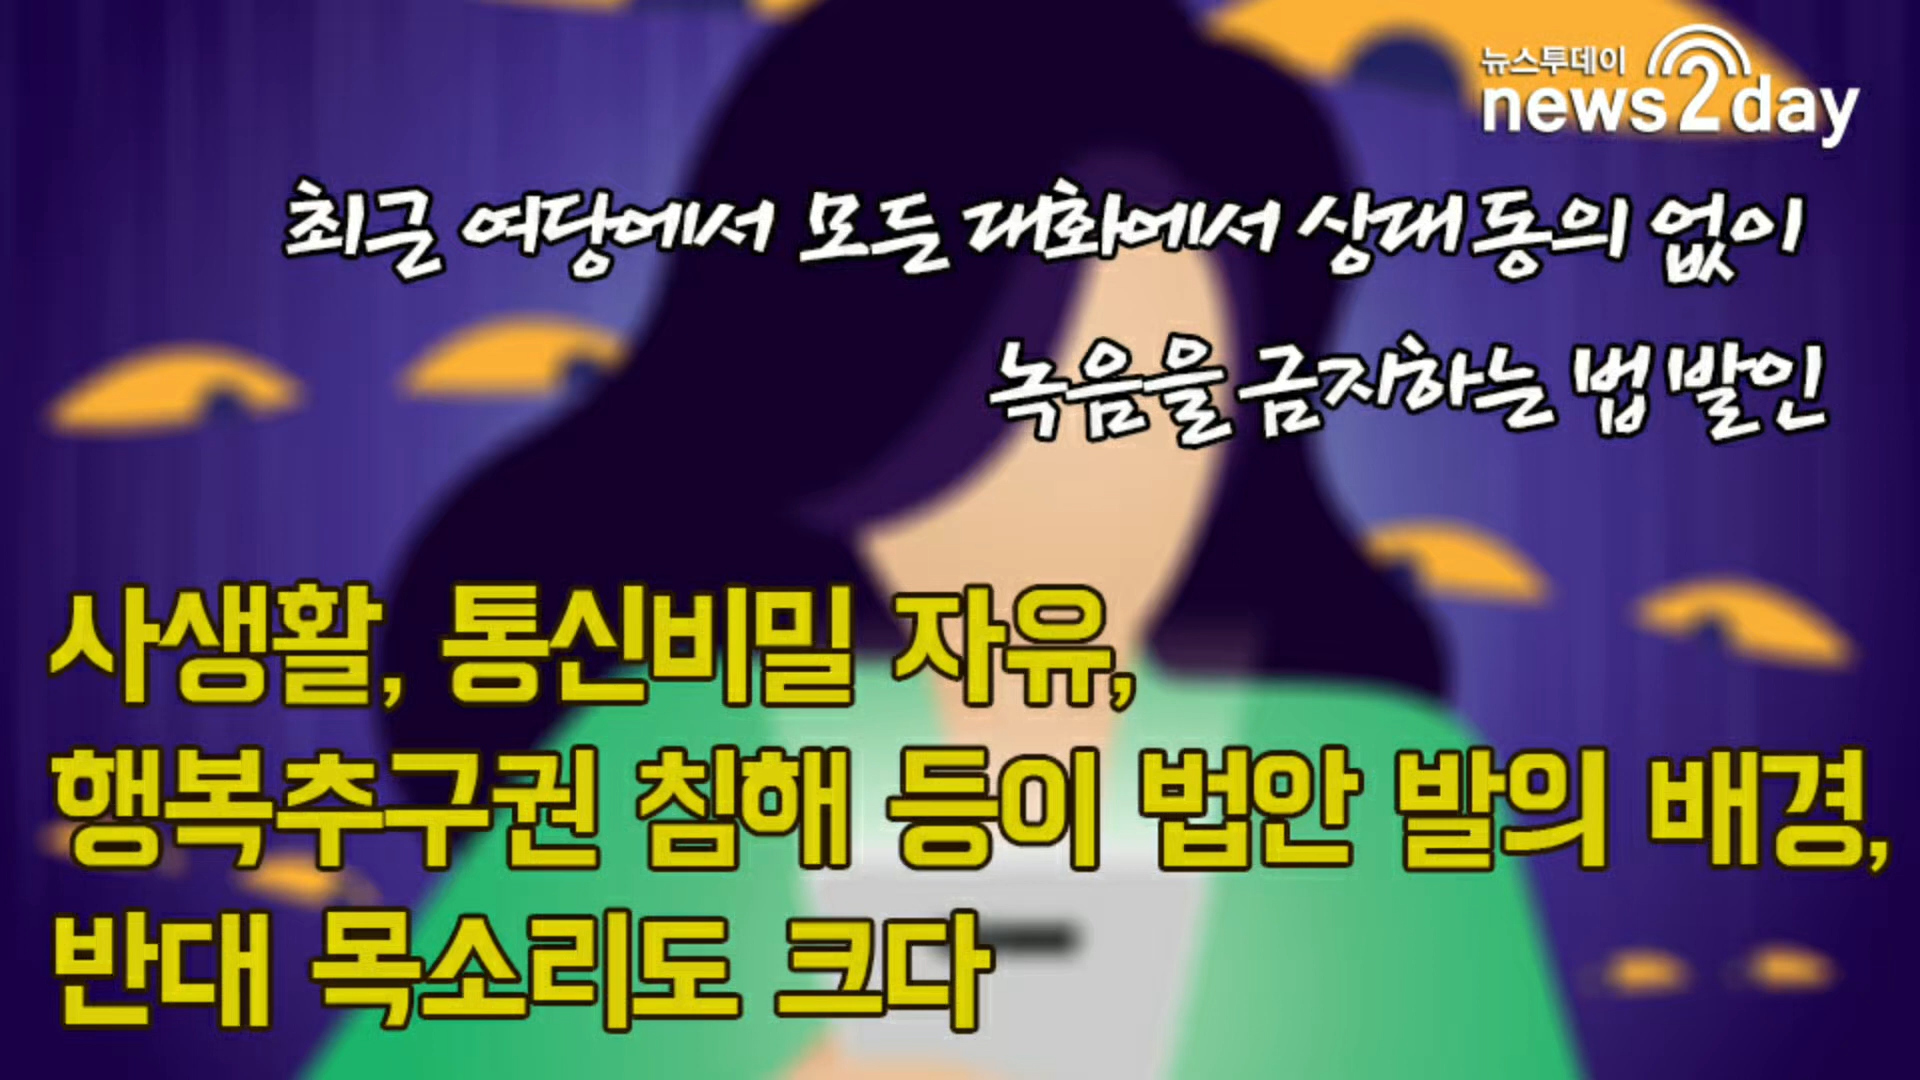 뉴스투데이
news2day
최근 여당에서 모든 대화에서 상대 동의 없이
녹음을 금지하는 법 발인
사생활, 통신비밀 자유,
행복추구권 침해 등이 법안 발의 배경,
반대 목소리도 크다